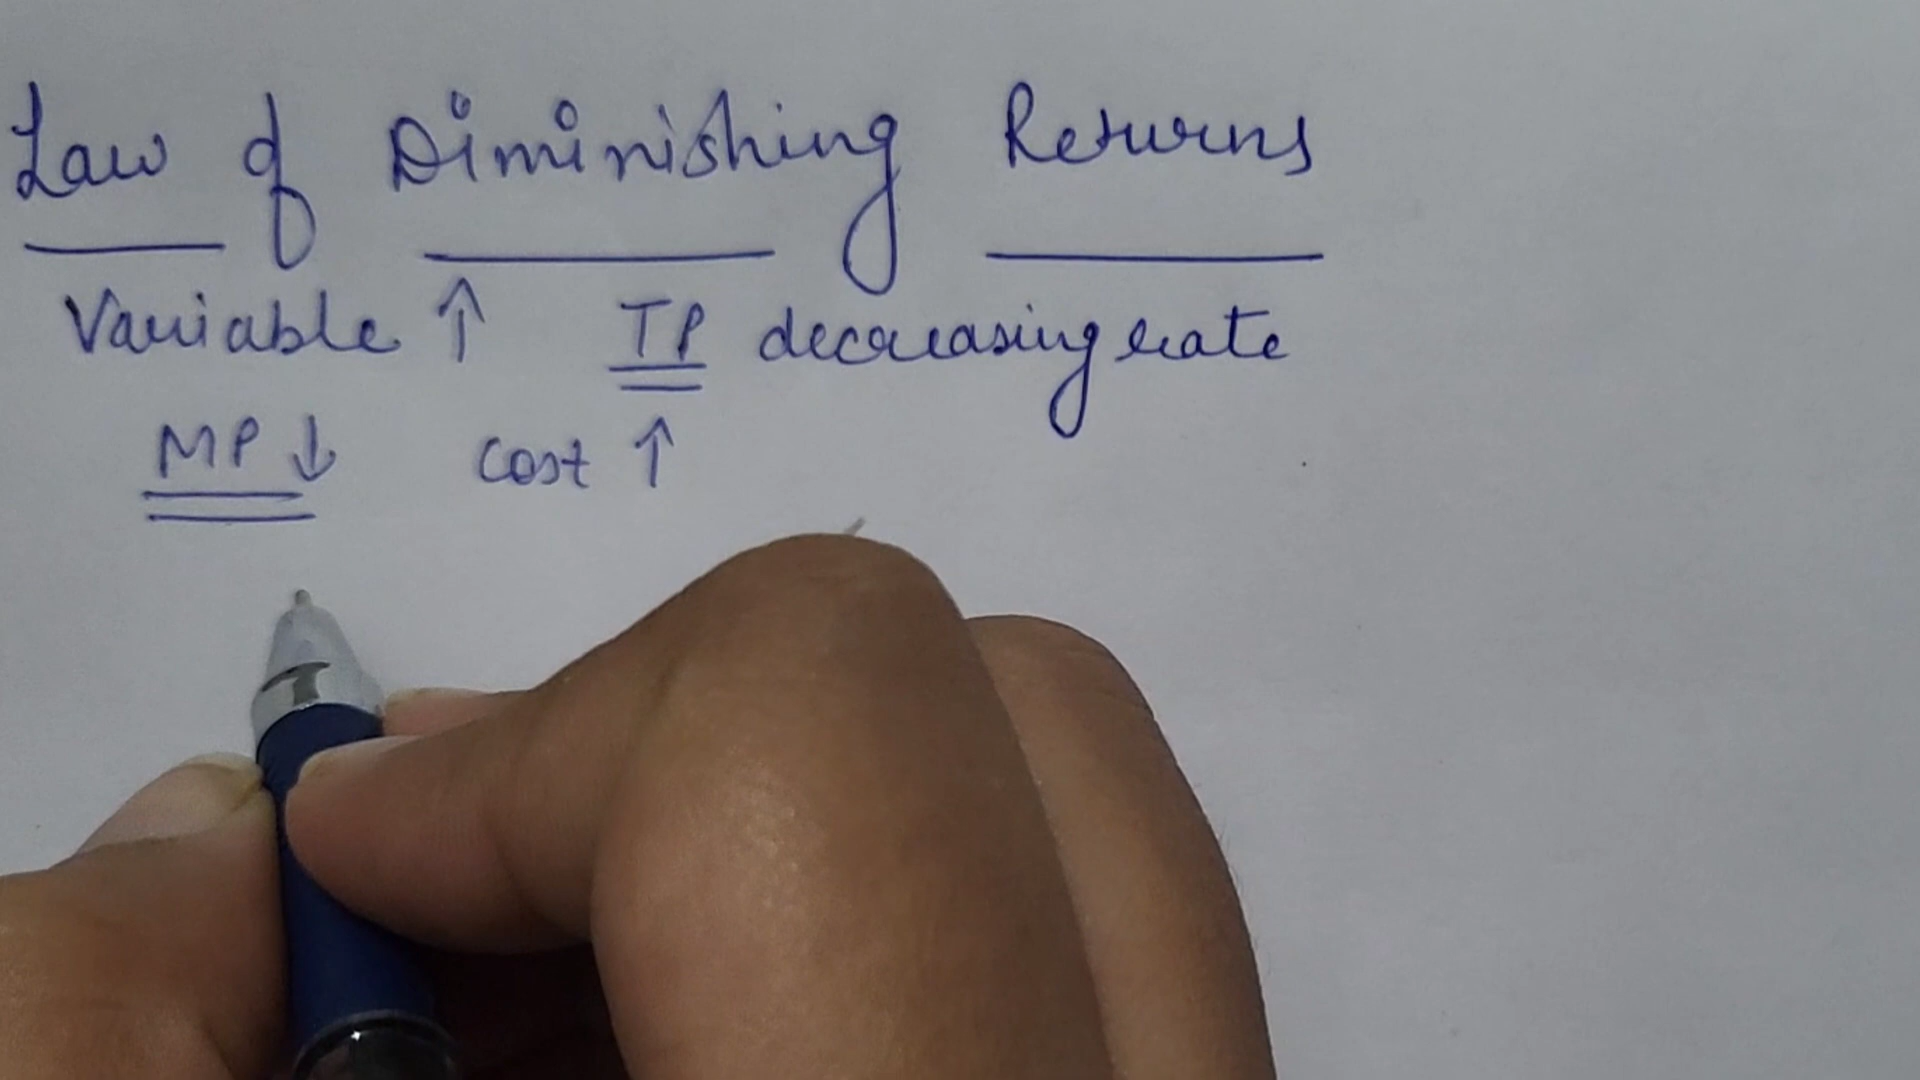 Law of Diminishing Returns
Variable ↑ TP decreasing rate
MP ↓ cost ↑